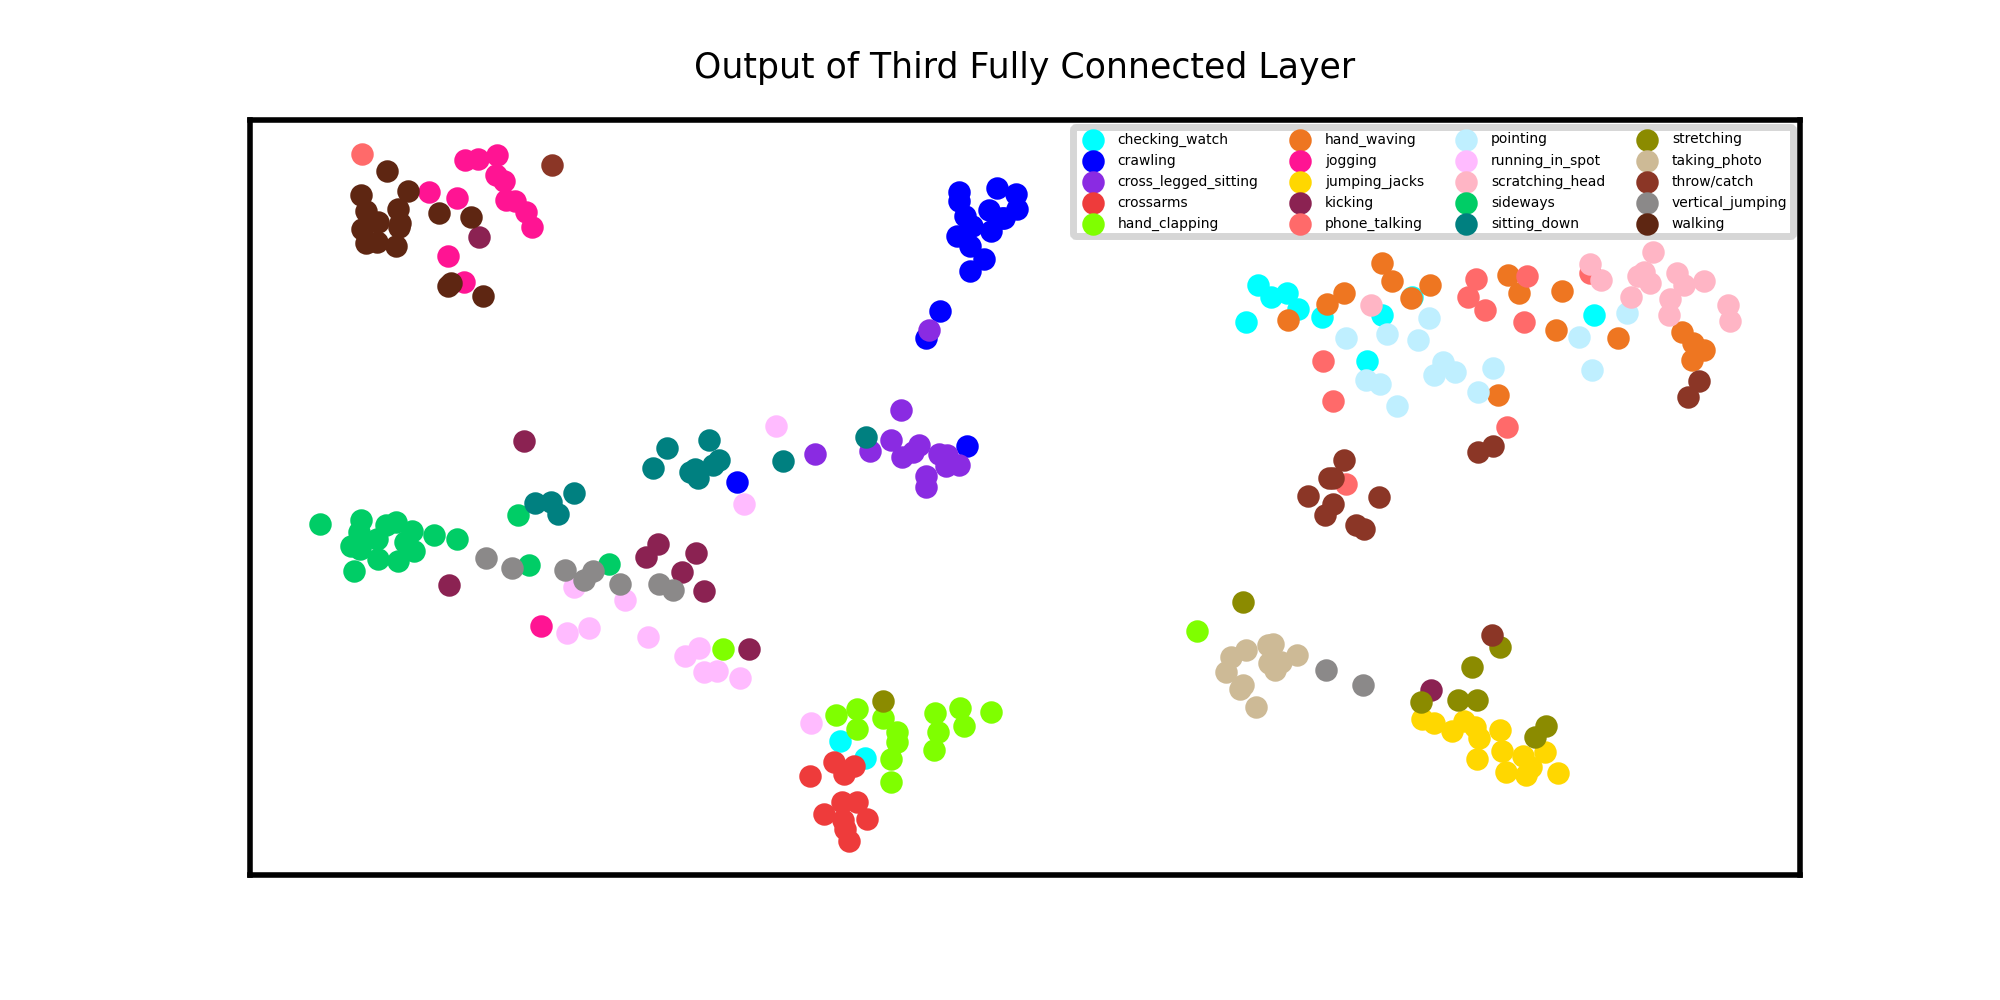 Output of Third Fully Connected Layer
checking_watch
crawling
cross_legged_sitting
crossarms
hand_clapping
hand_waving
jogging
jumping_jacks
kicking
phone_talking
pointing
running_in_spot
scratching_head
sideways
sitting_down
stretching
taking_photo
throw/catch
vertical_jumping
walking